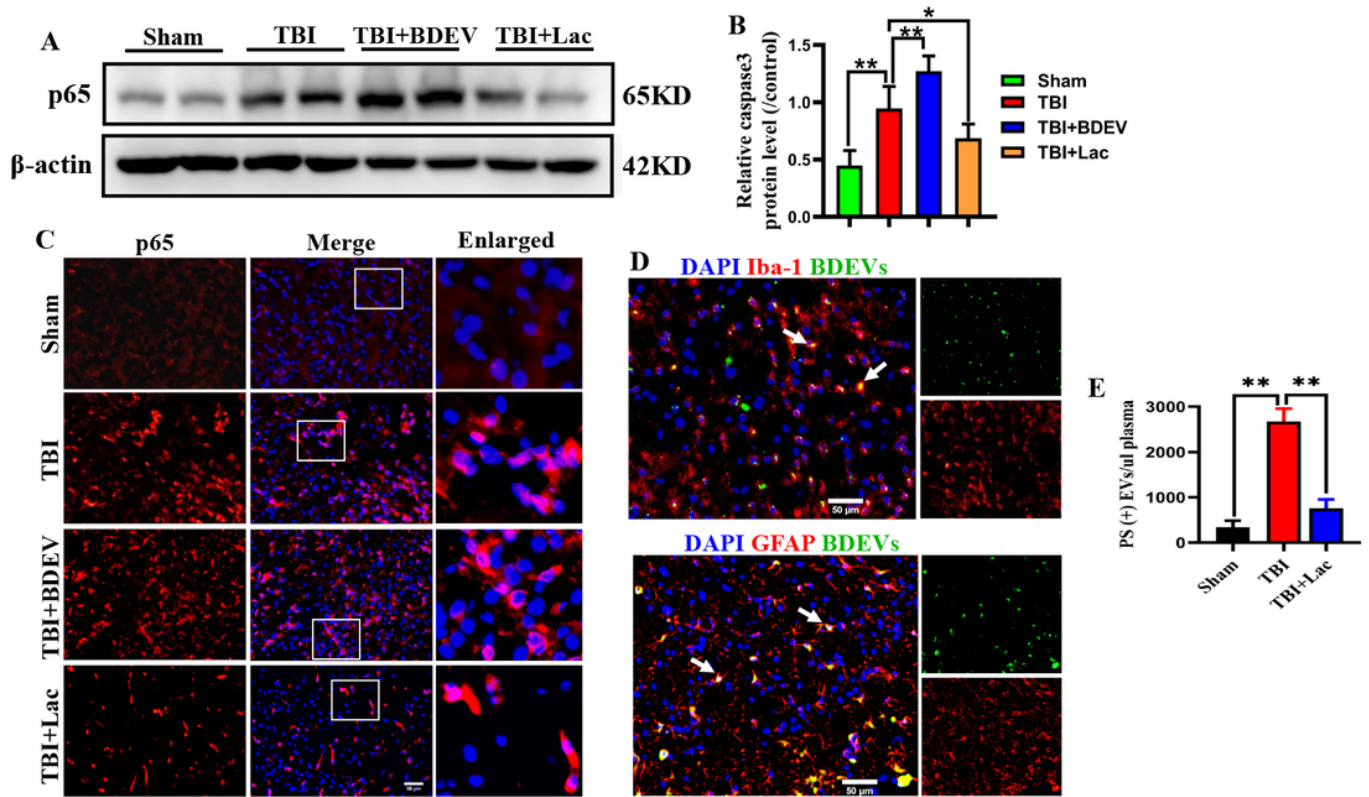 A
Sham TBI TBI+BDEV TBI+Lac
p65
65KD
β-actin
42KD
B
Relative caspase3
protein level (/control)
1.5
1.0
0.5
0.0
** ** *
Sham
TBI
TBI+BDEV
TBI+Lac
C
p65 Merge Enlarged
Sham
TBI
TBI+BDEV
TBI+Lac
D
DAPI Iba-1 BDEVs
50 μm
DAPI GFAP BDEVs
50 μm
E
PS (+) EVs/ul plasma
3000
2000
1000
0
** **
Sham TBI TBI+Lac